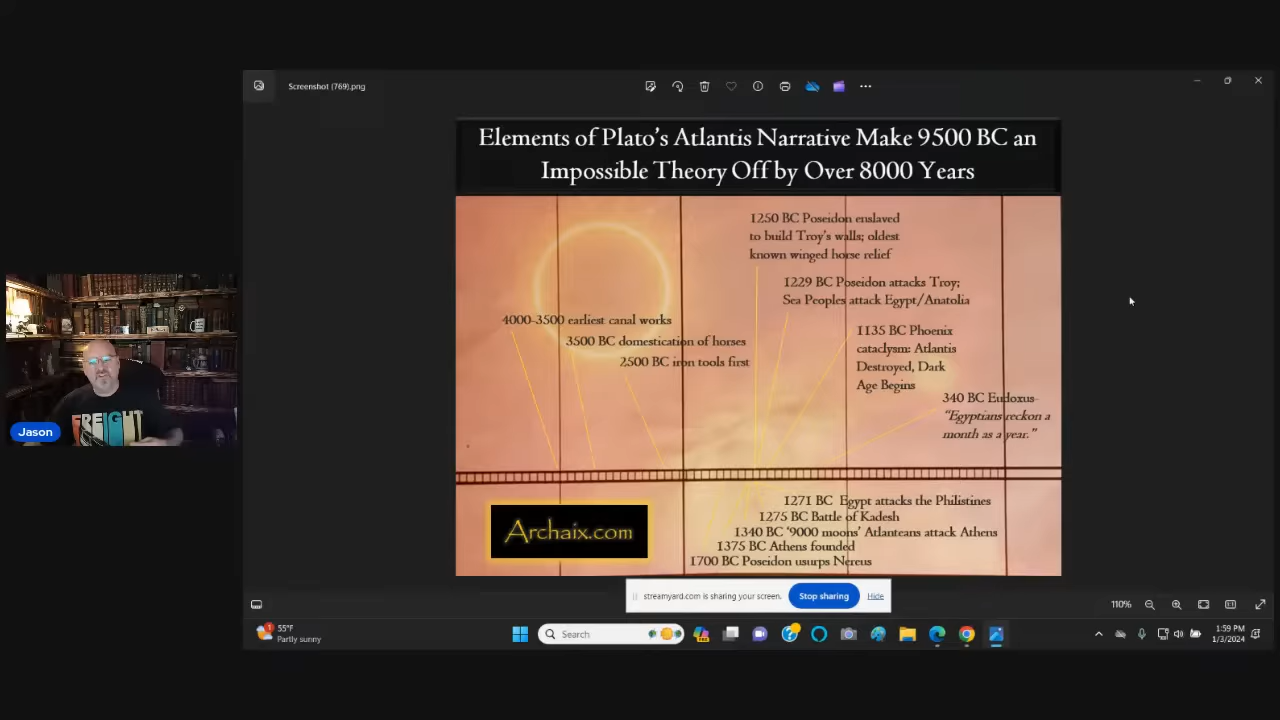 Screenshot (769).png
Elements of Plato's Atlantis Narrative Make 9500 BC an
Impossible Theory Off by Over 8000 Years
1250 BC Poseidon enslaved
to build Troy's walls; oldest
known winged horse relief
1229 BC Poseidon attacks Troy;
Sea Peoples attack Egypt/Anatolia
4000-3500 earliest canal works
3500 BC domestication of horses
2500 BC iron tools first
1135 BC Phoenix
cataclysm: Atlantis
Destroyed, Dark
Age Begins
340 BC Eudoxus-
"Egyptians reckon a
month as a year."
FREIGHT
Jason
1271 BC Egypt attacks the Philistines
1275 BC Battle of Kadesh
1340 BC '9000 moons' Atlanteans attack Athens
1375 BC Athens founded
1700 BC Poseidon usurps Nereus
Archaix.com
streamyard.com is sharing your screen.
Stop sharing
Hide
110%
1
55°F
Partly sunny
Search
1:59 PM
1/3/2024